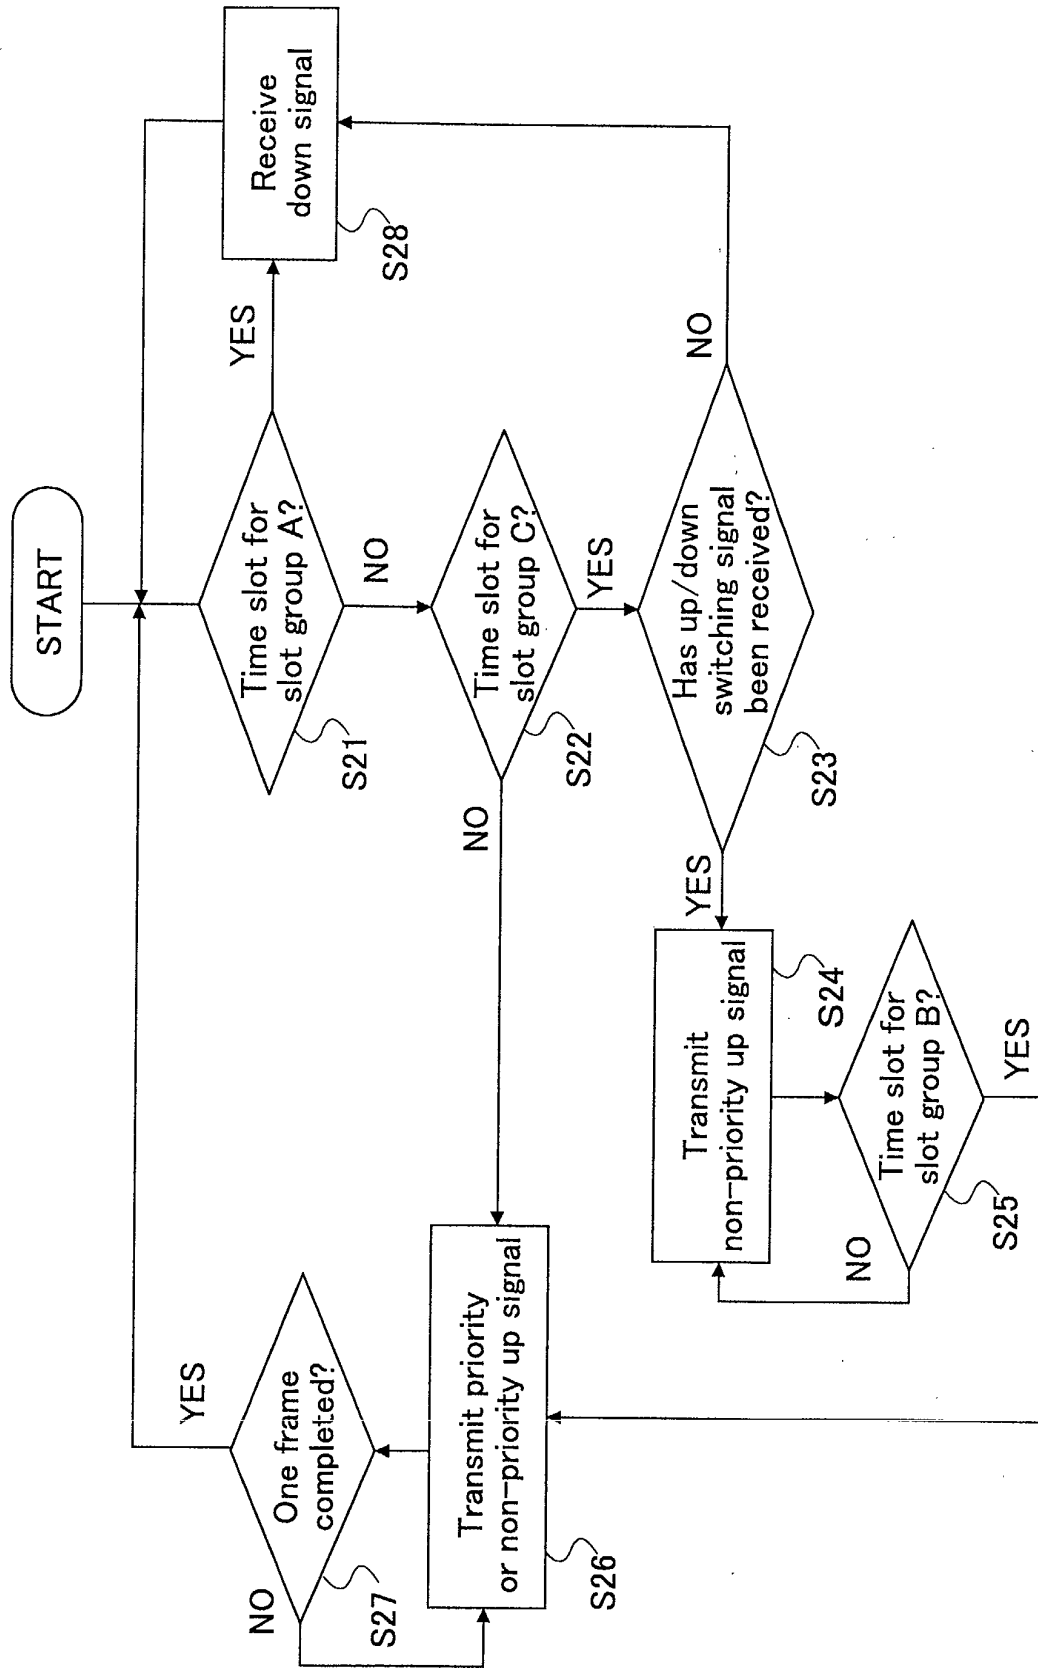 START
Time slot for
slot group A?
S21
YES
NO
Receive
down signal
S28
Time slot for
slot group C?
S22
NO
YES
Has up/down
switching signal
been received?
S23
YES
NO
Transmit
non-priority up signal
S24
Time slot for
slot group B?
S25
NO
YES
Transmit priority
or non-priority up signal
S26
One frame
completed?
S27
YES
NO